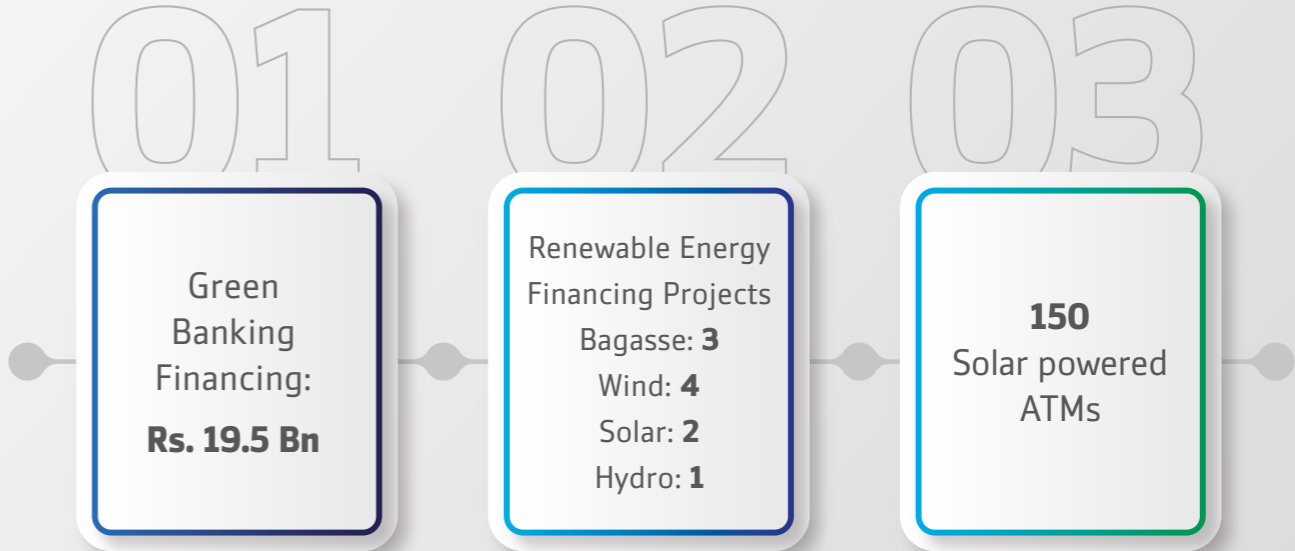 01
Green
Banking
Financing:
Rs. 19.5 Bn
02
Renewable Energy
Financing Projects
Bagasse: 3
Wind: 4
Solar: 2
Hydro: 1
03
150
Solar powered
ATMs